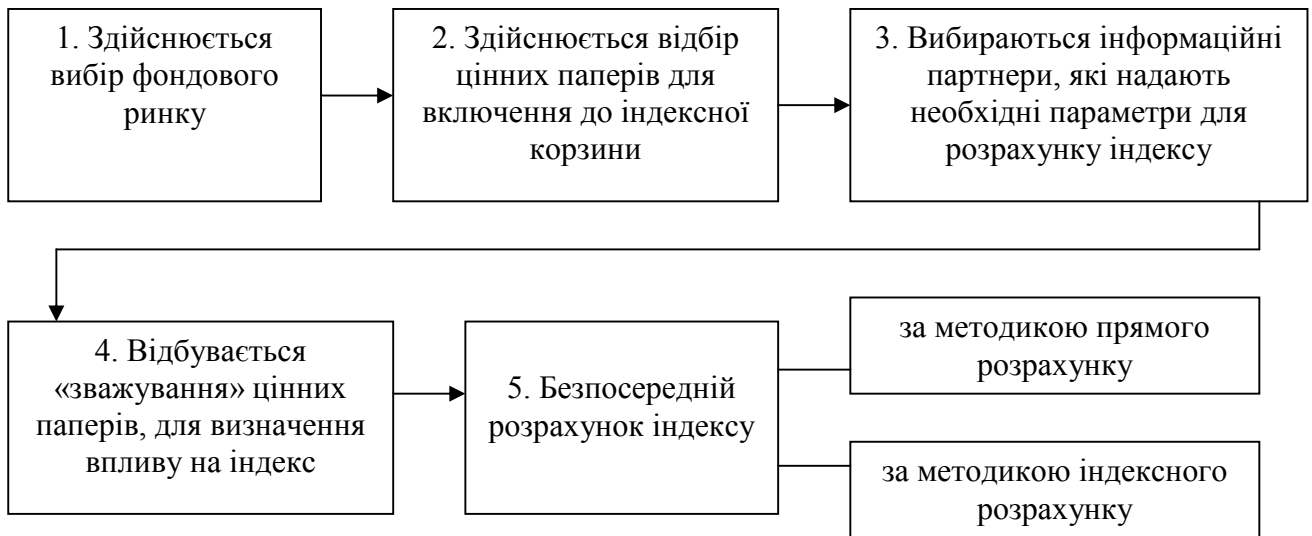 1. Здійснюється
вибір фондового
ринку
2. Здійснюється відбір
цінних паперів для
включення до індексної
корзини
3. Вибираються інформаційні
партнери, які надають
необхідні параметри для
розрахунку індексу
4. Відбувається
«зважування» цінних
паперів, для визначення
впливу на індекс
5. Безпосередній
розрахунок індексу
за методикою прямого
розрахунку
за методикою індексного
розрахунку